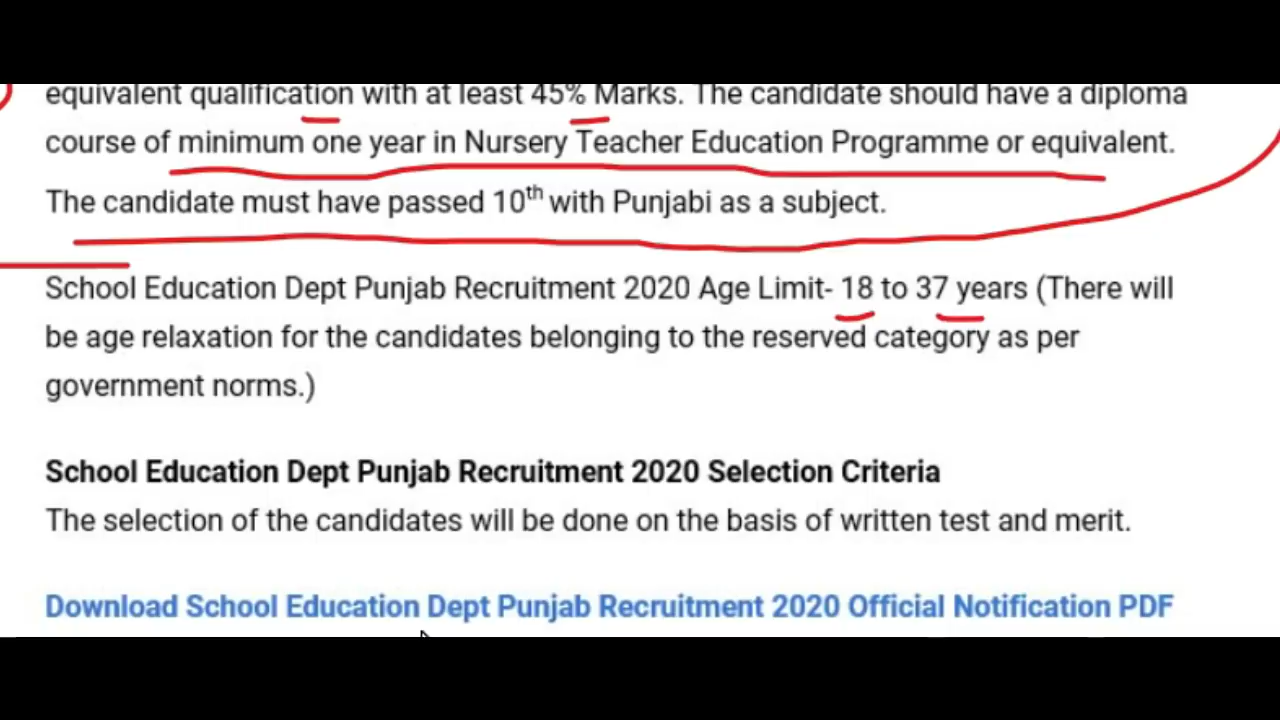 equivalent qualification with at least 45% Marks. The candidate should have a diploma
course of minimum one year in Nursery Teacher Education Programme or equivalent.
The candidate must have passed 10th with Punjabi as a subject.
School Education Dept Punjab Recruitment 2020 Age Limit- 18 to 37 years (There will
be age relaxation for the candidates belonging to the reserved category as per
government norms.)
School Education Dept Punjab Recruitment 2020 Selection Criteria
The selection of the candidates will be done on the basis of written test and merit.
Download School Education Dept Punjab Recruitment 2020 Official Notification PDF